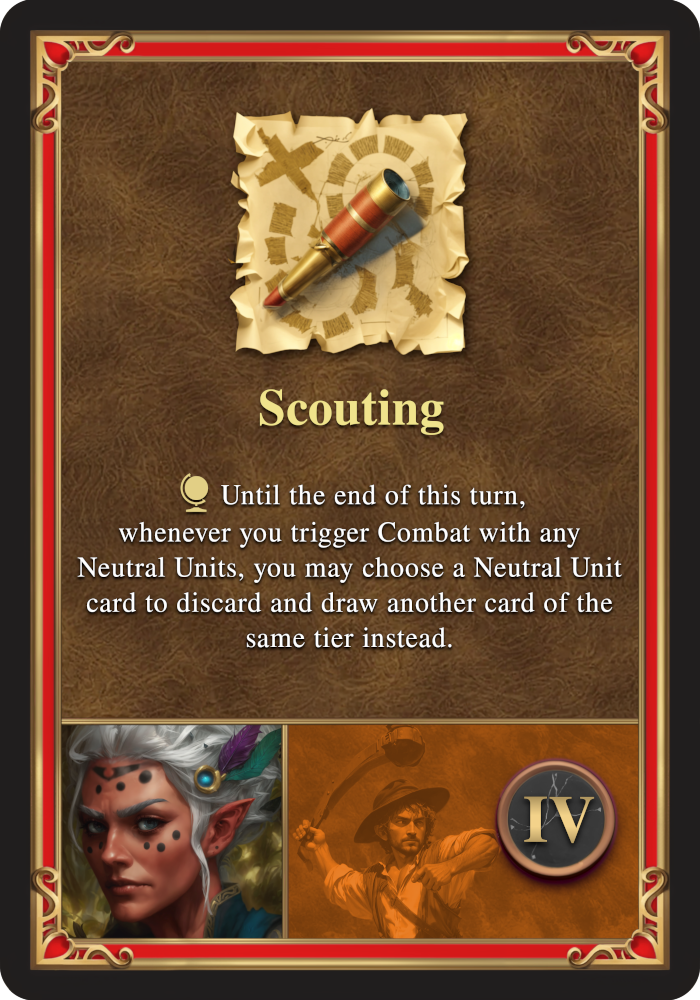 Scouting
Until the end of this turn,
whenever you trigger Combat with any
Neutral Units, you may choose a Neutral Unit
card to discard and draw another card of the
same tier instead.
IV